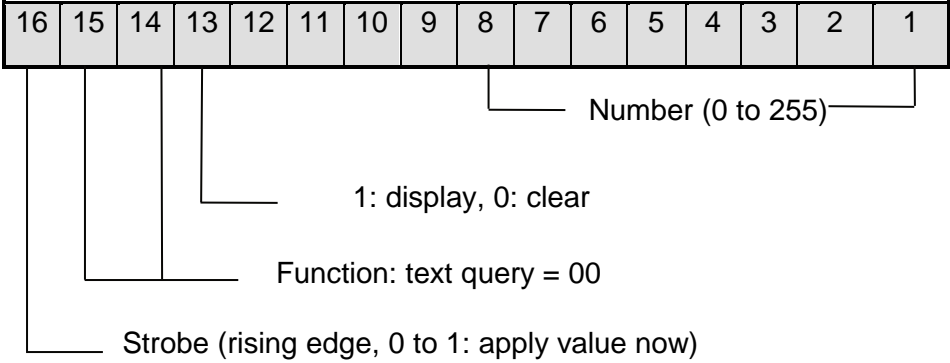 16 15 14 13 12 11 10 9 8 7 6 5 4 3 2 1
Number (0 to 255)
1: display, 0: clear
Function: text query = 00
Strobe (rising edge, 0 to 1: apply value now)